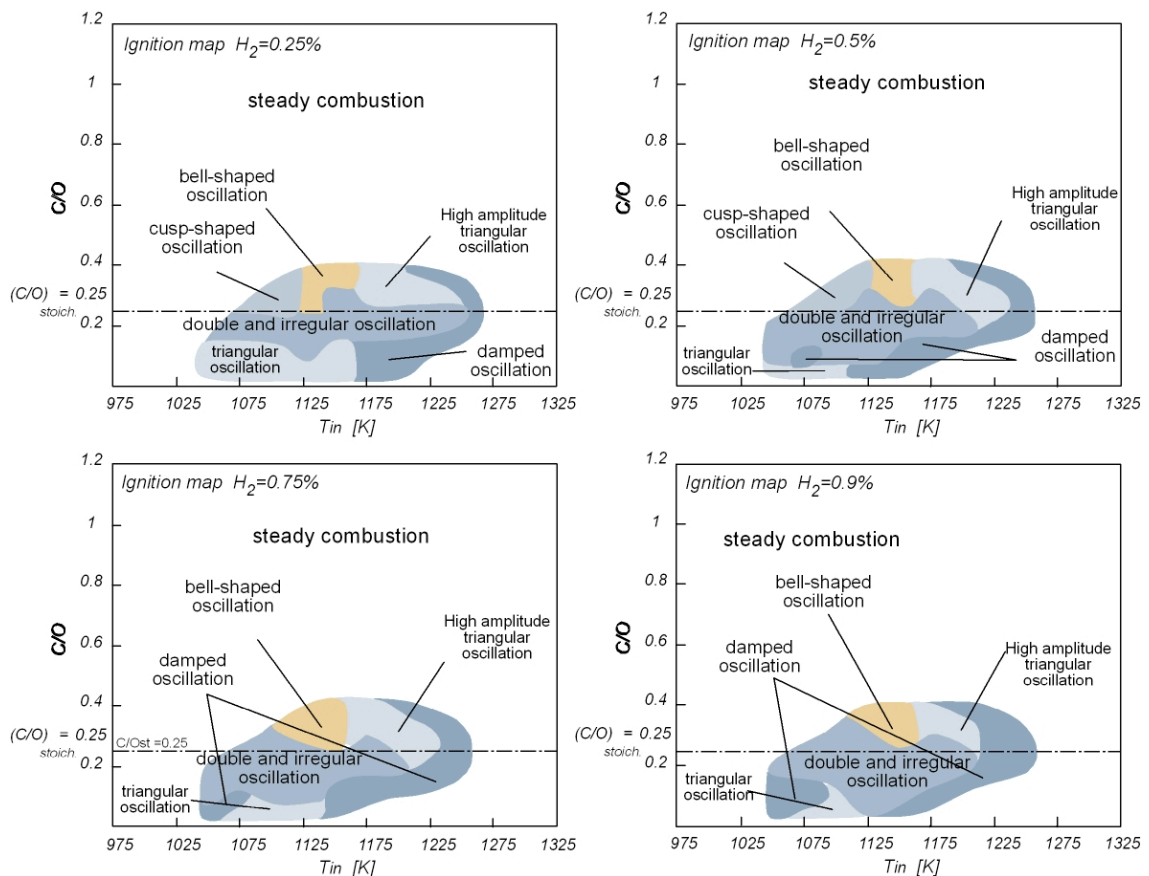 Ignition map H2=0.25%
1.2
1
0.8
0.6
0.4
0.2
C/O
(C/O) = 0.25
stoich.
steady combustion
bell-shaped
oscillation
cusp-shaped
oscillation
High amplitude
triangular
oscillation
double and irregular oscillation
triangular
oscillation
damped
oscillation
975 1025 1075 1125 1175 1225 1275 1325
Tin [K]
Ignition map H2=0.5%
1.2
1
0.8
0.6
0.4
0.2
C/O
(C/O) = 0.25
stoich.
steady combustion
bell-shaped
oscillation
cusp-shaped
oscillation
High amplitude
triangular
oscillation
double and irregular
oscillation
triangular
oscillation
damped
oscillation
975 1025 1075 1125 1175 1225 1275 1325
Tin [K]
Ignition map H2=0.75%
1.2
1
0.8
0.6
0.4
0.2
C/O
(C/O) = 0.25
stoich.
C/Ost =0.25
steady combustion
bell-shaped
oscillation
High amplitude
triangular
oscillation
damped
oscillation
double and irregular
oscillation
triangular
oscillation
975 1025 1075 1125 1175 1225 1275 1325
Tin [K]
Ignition map H2=0.9%
1.2
1
0.8
0.6
0.4
0.2
C/O
(C/O) = 0.25
stoich.
steady combustion
bell-shaped
oscillation
damped
oscillation
High amplitude
triangular
oscillation
double and irregular
oscillation
triangular
oscillation
975 1025 1075 1125 1175 1225 1275 1325
Tin [K]